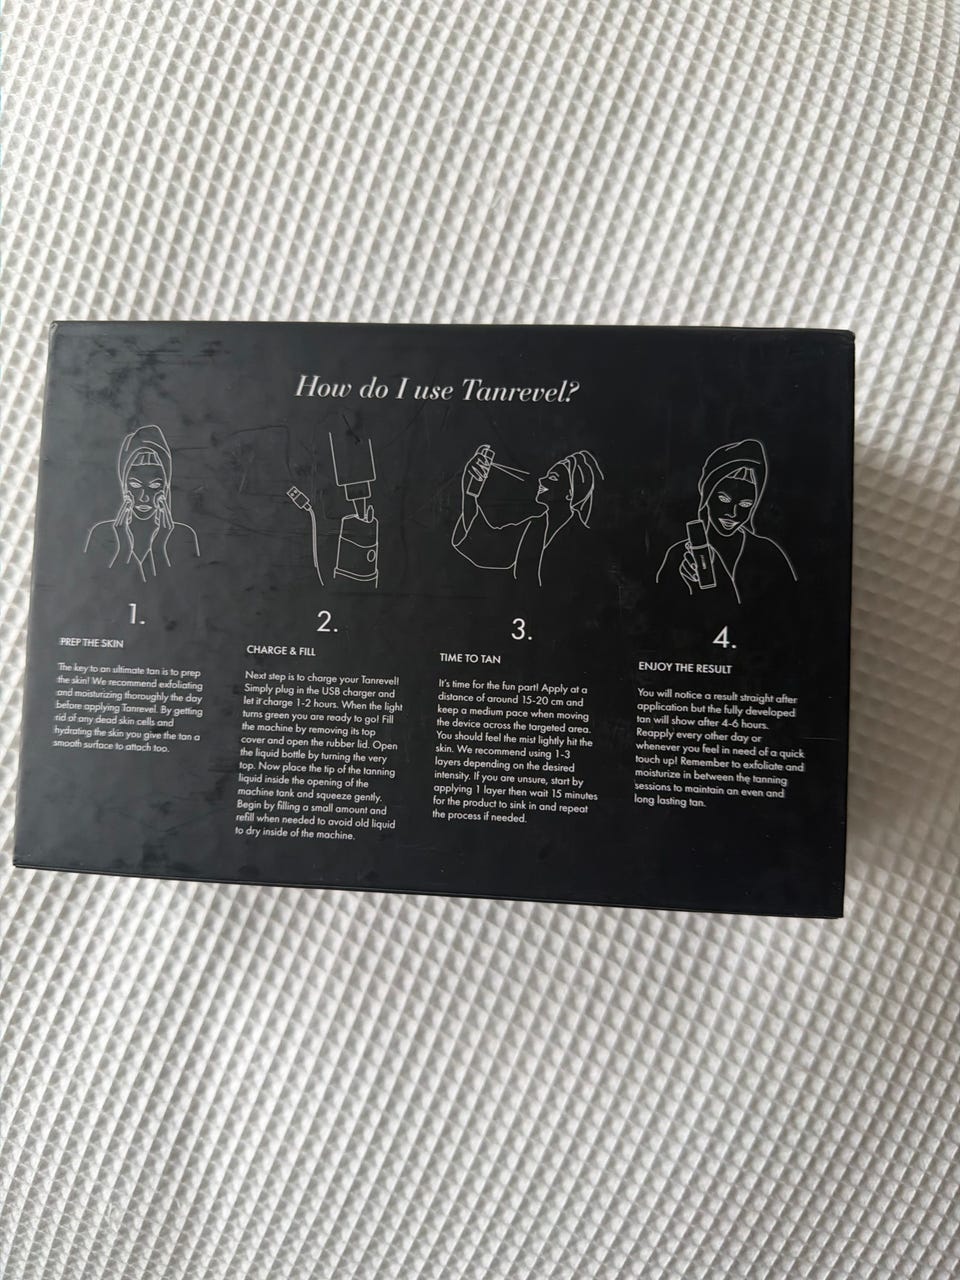 How do I use Tanrevel?
1.
PREP THE SKIN
The key to an ultimate tan is to prep
the skin! We recommend exfoliating
and moisturizing thoroughly the day
before applying Tanrevel. By getting
rid of any dead skin cells and
hydrating the skin you give the tan a
smooth surface to attach too.
2.
CHARGE & FILL
Next step is to charge your Tanrevel!
Simply plug in the USB charger and
let it charge 1-2 hours. When the light
turns green you are ready to go! Fill
the machine by removing its top
cover and open the rubber lid. Open
the liquid bottle by turning the very
top. Now place the tip of the tanning
liquid inside the opening of the
machine tank and squeeze gently.
Begin by filling a small amount and
refill when needed to avoid old liquid
to dry inside of the machine.
3.
TIME TO TAN
It's time for the fun part! Apply at a
distance of around 15-20 cm and
keep a medium pace when moving
the device across the targeted area.
You should feel the mist lightly hit the
skin. We recommend using 1-3
layers depending on the desired
intensity. If you are unsure, start by
applying 1 layer then wait 15 minutes
for the product to sink in and repeat
the process if needed.
4.
ENJOY THE RESULT
You will notice a result straight after
application but the fully developed
tan will show after 4-6 hours.
Reapply every other day or
whenever you feel in need of a quick
touch up! Remember to exfoliate and
moisturize in between the tanning
sessions to maintain an even and
long lasting tan.